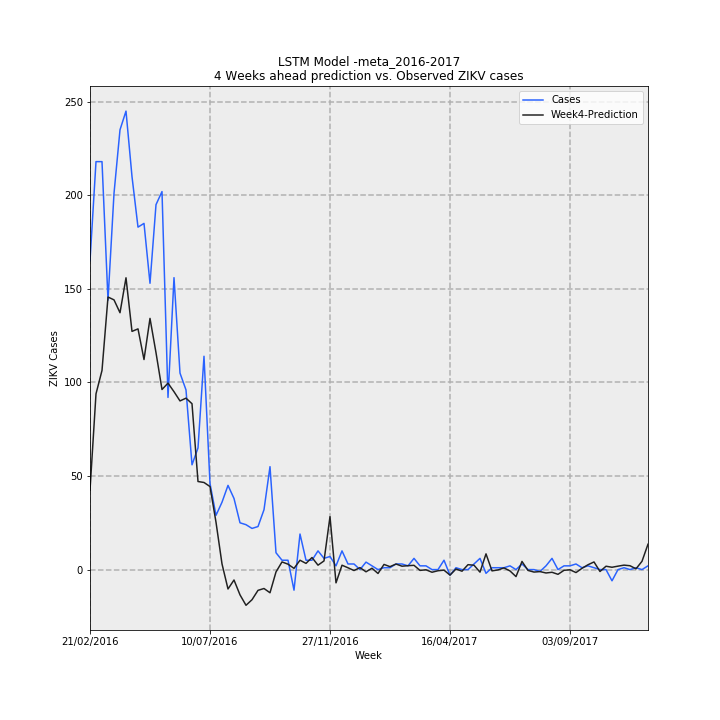 LSTM Model -meta_2016-2017
4 Weeks ahead prediction vs. Observed ZIKV cases
Cases
Week4-Prediction
ZIKV Cases
250
200
150
100
50
0
21/02/2016
10/07/2016
27/11/2016
16/04/2017
03/09/2017
Week